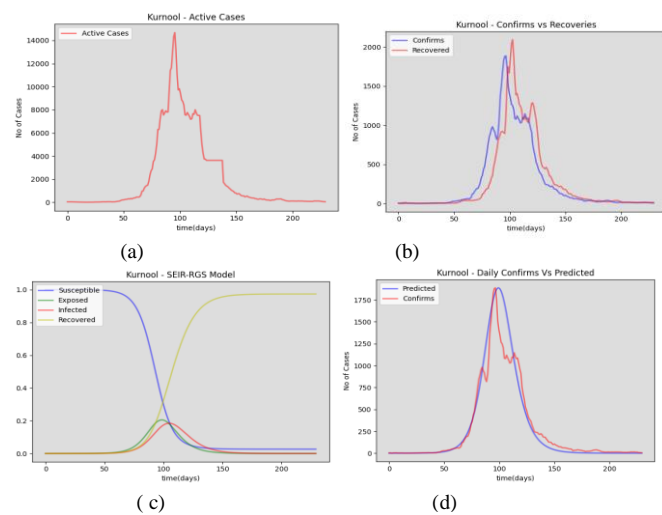 Kurnool - Active Cases
Active Cases
14000
12000
10000
8000
6000
4000
2000
0
No of Cases
0 50 100 150 200
time(days)
(a)
Kurnool - Confirms vs Recoveries
Confirms
Recovered
2000
1500
1000
500
0
No of Cases
0 50 100 150 200
time(days)
(b)
Kurnool - SEIR-RGS Model
Susceptible
Exposed
Infected
Recovered
1.0
0.8
0.6
0.4
0.2
0.0
0 50 100 150 200
time(days)
( c)
Kurnool - Daily Confirms Vs Predicted
Predicted
Confirms
1750
1500
1250
1000
750
500
250
0
No of Cases
0 50 100 150 200
time(days)
(d)